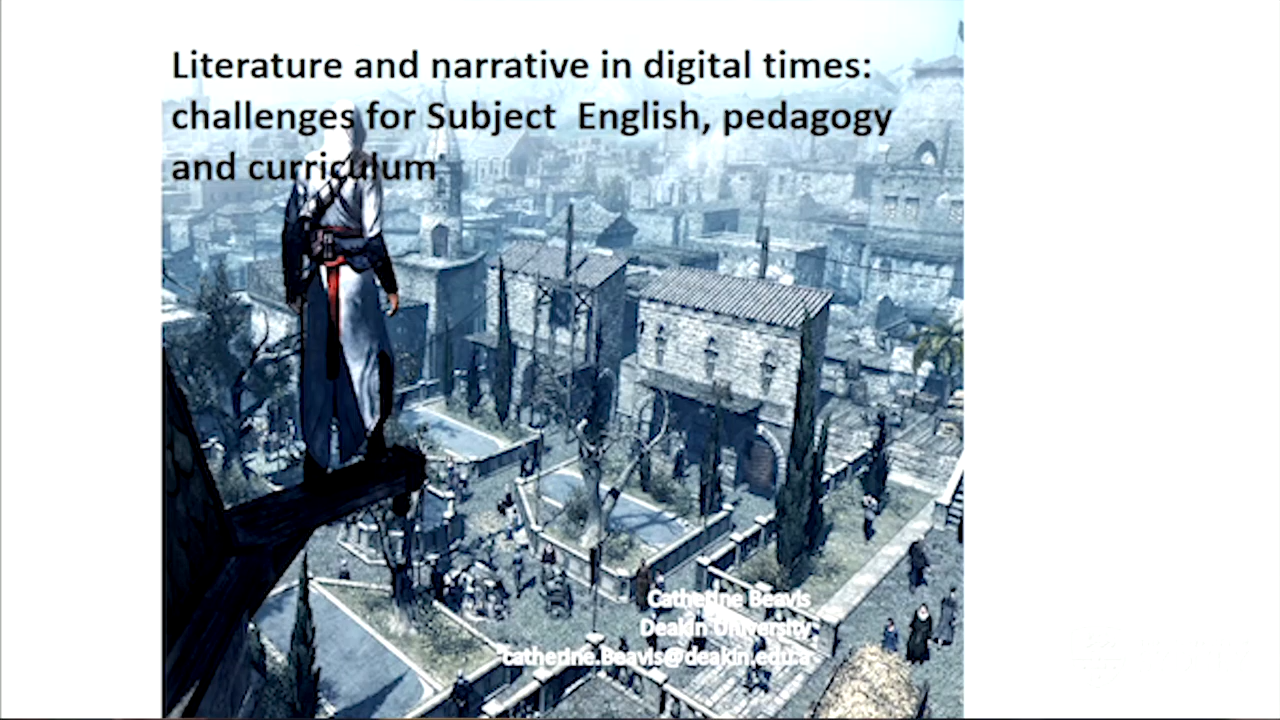 Literature and narrative in digital times:
challenges for Subject English, pedagogy
and curriculum
Catherine Beavis
Deakin University
catherine.Beavis@deakin.edu.a